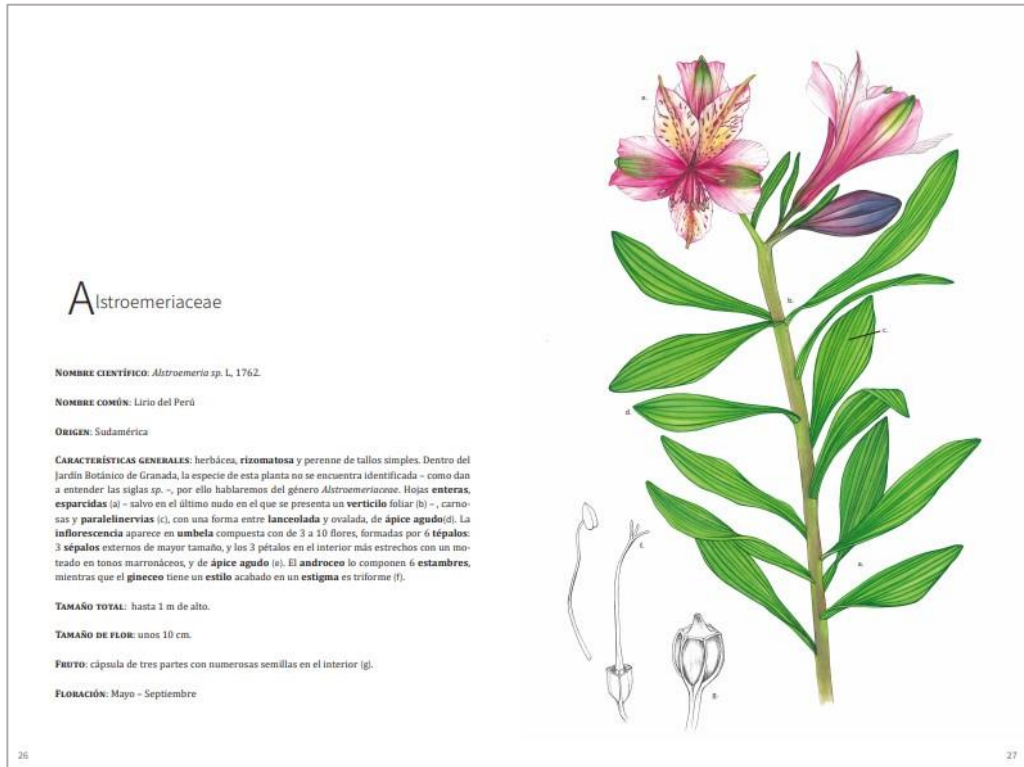 Alstroemeriaceae
NOMBRE CIENTÍFICO: Alstroemeria sp. L, 1762.
NOMBRE COMÚN: Lirio del Perú
ORIGEN: Sudamérica
CARACTERÍSTICAS GENERALES: herbácea, rizomatosa y perenne de tallos simples. Dentro del
Jardín Botánico de Granada, la especie de esta planta no se encuentra identificada – como dan
a entender las siglas sp. –, por ello hablaremos del género Alstroemeriaceae. Hojas enteras,
esparcidas (a) – salvo en el último nudo en el que se presenta un verticilo foliar (b) – , carno-
sas y paralelinervias (c), con una forma entre lanceolada y ovalada, de ápice agudo(d). La
inflorescencia aparece en umbela compuesta con de 3 a 10 flores, formadas por 6 tépalos:
3 sépalos externos de mayor tamaño, y los 3 pétalos en el interior más estrechos con un mo-
teado en tonos marronáceos, y de ápice agudo (e). El androceo lo componen 6 estambres,
mientras que el gineceo tiene un estilo acabado en un estigma es triforme (f).
TAMAÑO TOTAL: hasta 1 m de alto.
TAMAÑO DE FLOR: unos 10 cm.
FRUTO: cápsula de tres partes con numerosas semillas en el interior (g).
FLORACIÓN: Mayo – Septiembre
26
e.
b.
c.
d.
f.
a.
g.
27